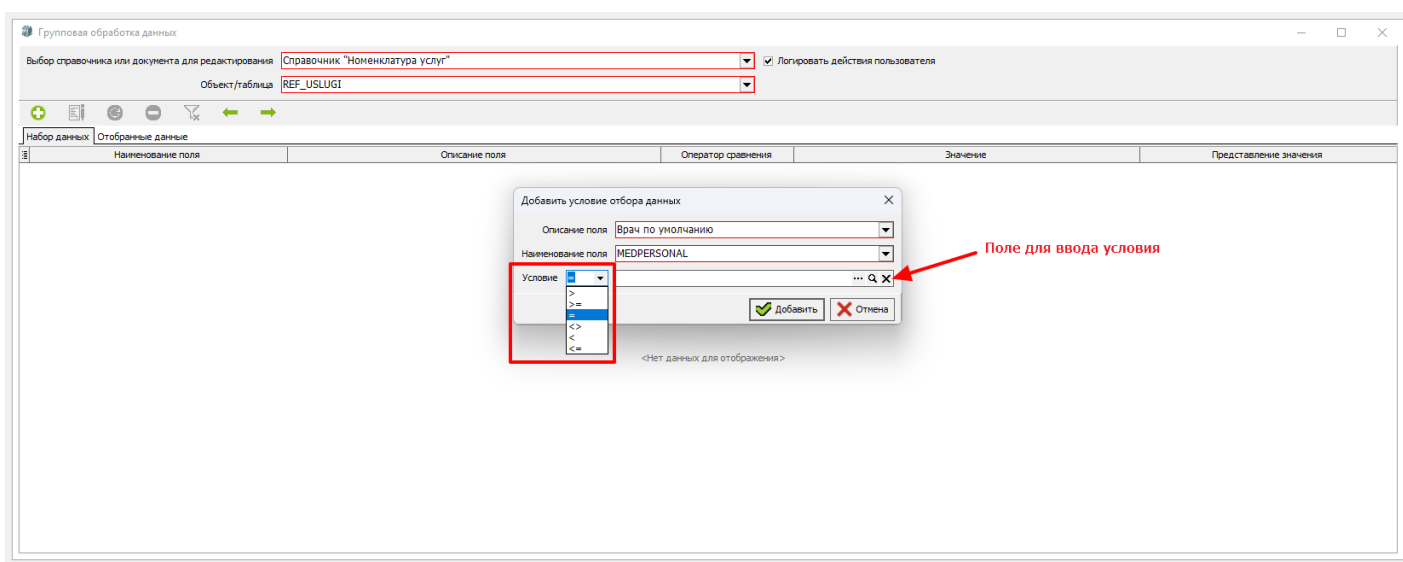 Групповая обработка данных
Выбор справочника или документа для редактирования Справочник "Номенклатура услуг" Логировать действия пользователя
Объект/таблица REF_USLUGI
Набор данных Отобранные данные
Наименование поля Описание поля Оператор сравнения Значение Представление значения
Добавить условие отбора данных
Описание поля Врач по умолчанию
Наименование поля MEDPERSONAL
Поле для ввода условия
Условие = ...
>
>=
=
<>
<
<=
Добавить Отмена
<Нет данных для отображения>